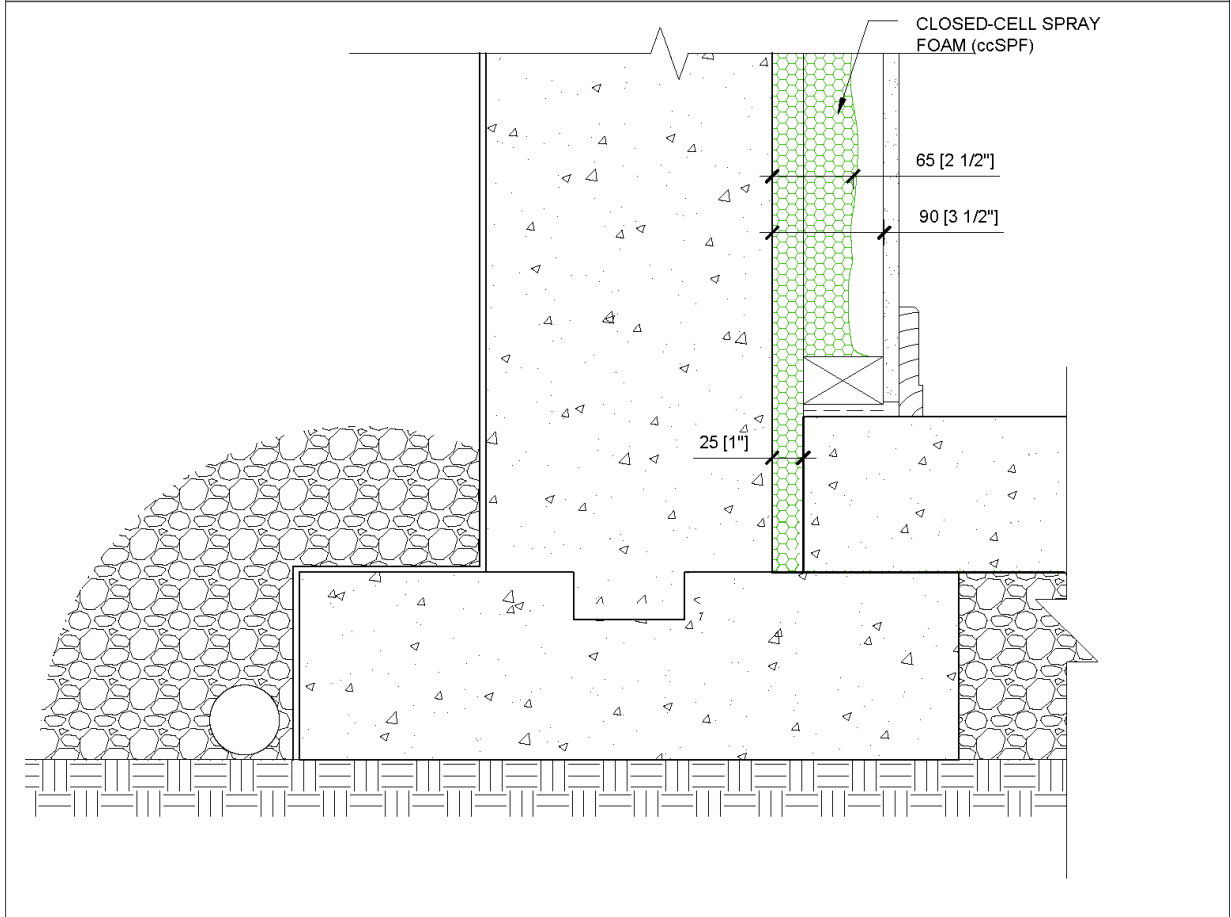 CLOSED-CELL SPRAY
FOAM (ccSPF)
65 [2 1/2"]
90 [3 1/2"]
25 [1"]